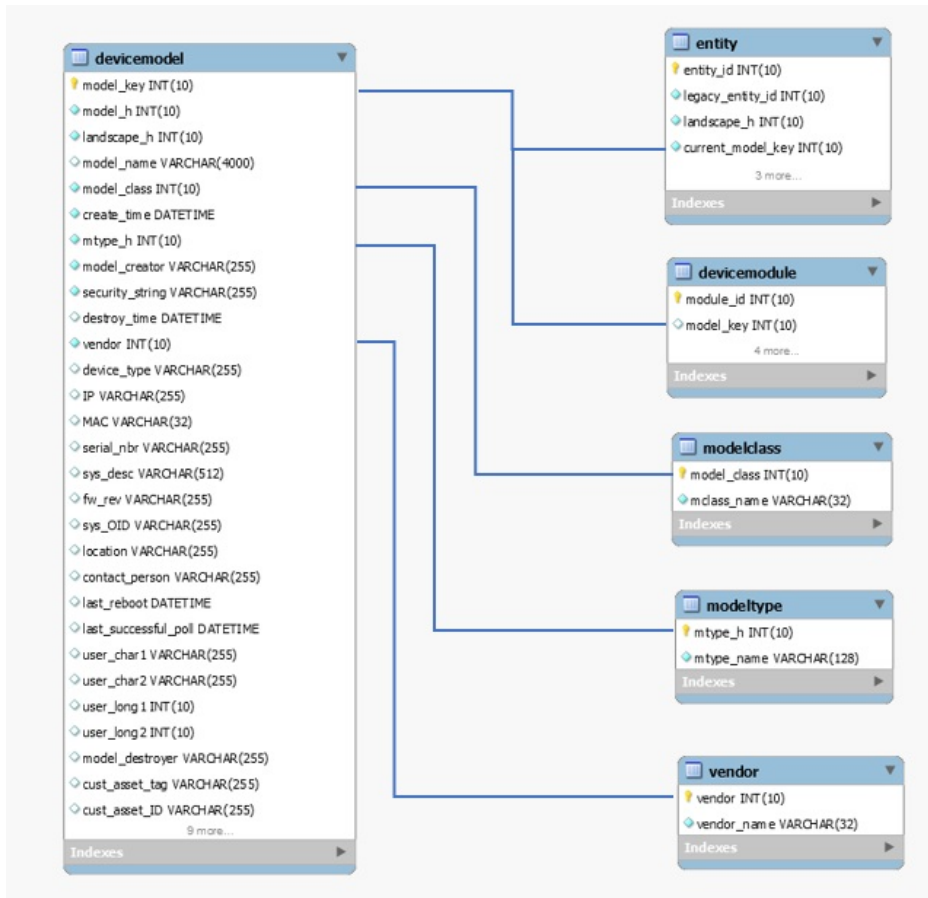 devicemodel
model_key INT(10)
model_h INT(10)
landscape_h INT(10)
model_name VARCHAR(4000)
model_class INT(10)
create_time DATETIME
mtype_h INT(10)
model_creator VARCHAR(255)
security_string VARCHAR(255)
destroy_time DATETIME
vendor INT(10)
device_type VARCHAR(255)
IP VARCHAR(255)
MAC VARCHAR(32)
serial_nbr VARCHAR(255)
sys_desc VARCHAR(512)
fw_rev VARCHAR(255)
sys_OID VARCHAR(255)
location VARCHAR(255)
contact_person VARCHAR(255)
last_reboot DATETIME
last_successful_poll DATETIME
user_char1 VARCHAR(255)
user_char2 VARCHAR(255)
user_long1 INT(10)
user_long2 INT(10)
model_destroyer VARCHAR(255)
cust_asset_tag VARCHAR(255)
cust_asset_ID VARCHAR(255)
9 more...
Indexes
entity
entity_id INT(10)
legacy_entity_id INT(10)
landscape_h INT(10)
current_model_key INT(10)
3 more...
Indexes
devicemodule
module_id INT(10)
model_key INT(10)
4 more...
Indexes
modelclass
model_class INT(10)
mclass_name VARCHAR(32)
Indexes
modeltype
mtype_h INT(10)
mtype_name VARCHAR(128)
Indexes
vendor
vendor INT(10)
vendor_name VARCHAR(32)
Indexes